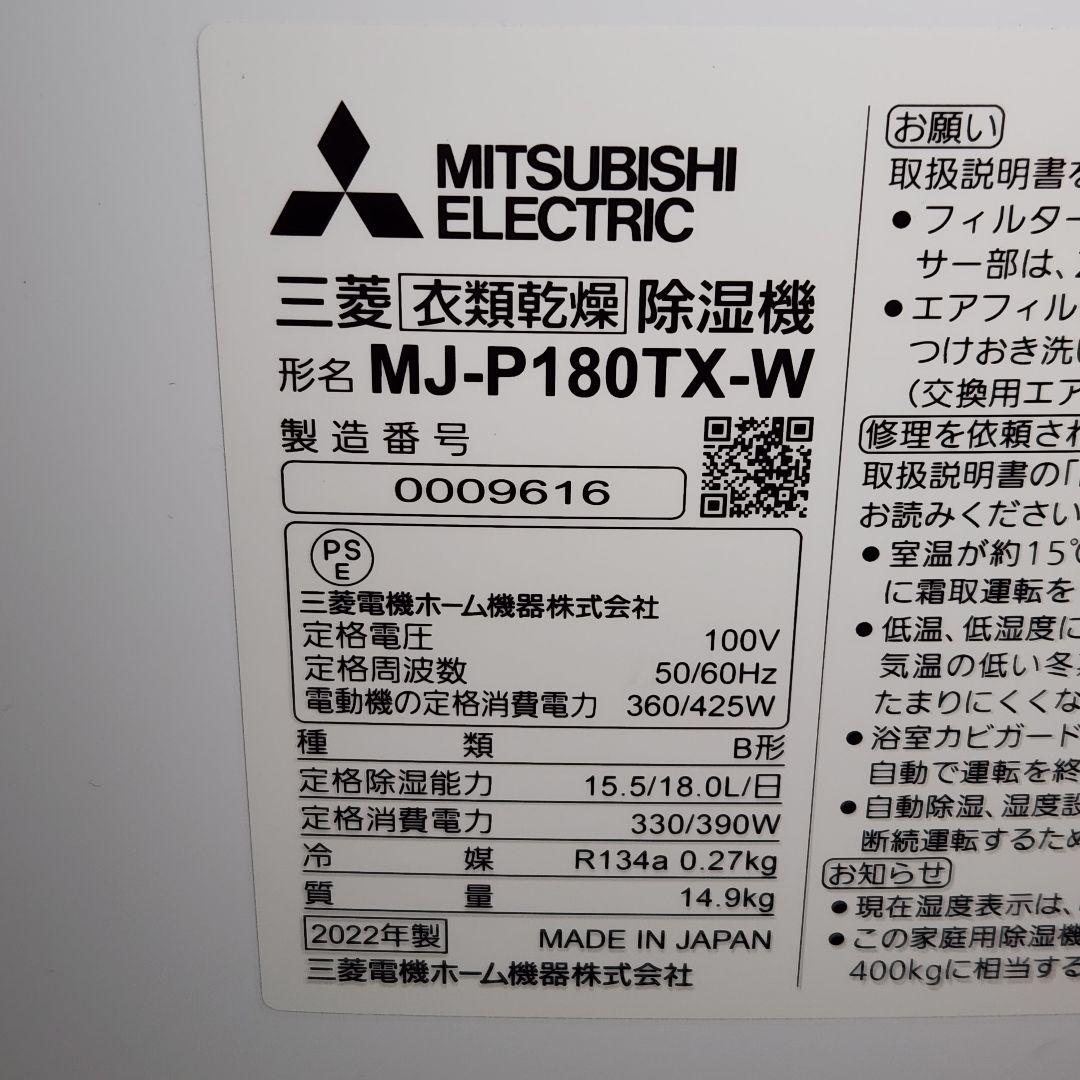 MITSUBISHI
ELECTRIC
三菱 衣類乾燥 除湿機
形名 MJ-P180TX-W
製造番号
0009616
PS
E
三菱電機ホーム機器株式会社
定格電圧 100V
定格周波数 50/60Hz
電動機の定格消費電力 360/425W
種類 B形
定格除湿能力 15.5/18.0L/日
定格消費電力 330/390W
冷媒 R134a 0.27kg
質量 14.9kg
2022年製 MADE IN JAPAN
三菱電機ホーム機器株式会社
お願い
取扱説明書を
●フィルター
サー部は、
●エアフィル
つけおき洗い
(交換用エア
修理を依頼され
取扱説明書の「
お読みください
●室温が約15℃
に霜取運転を
●低温、低湿度に
気温の低い冬
たまりにくくな
●浴室カビガード
自動で運転を終
●自動除湿、湿度設
断続運転するため
お知らせ
●現在湿度表示は、
●この家庭用除湿機
400kgに相当する